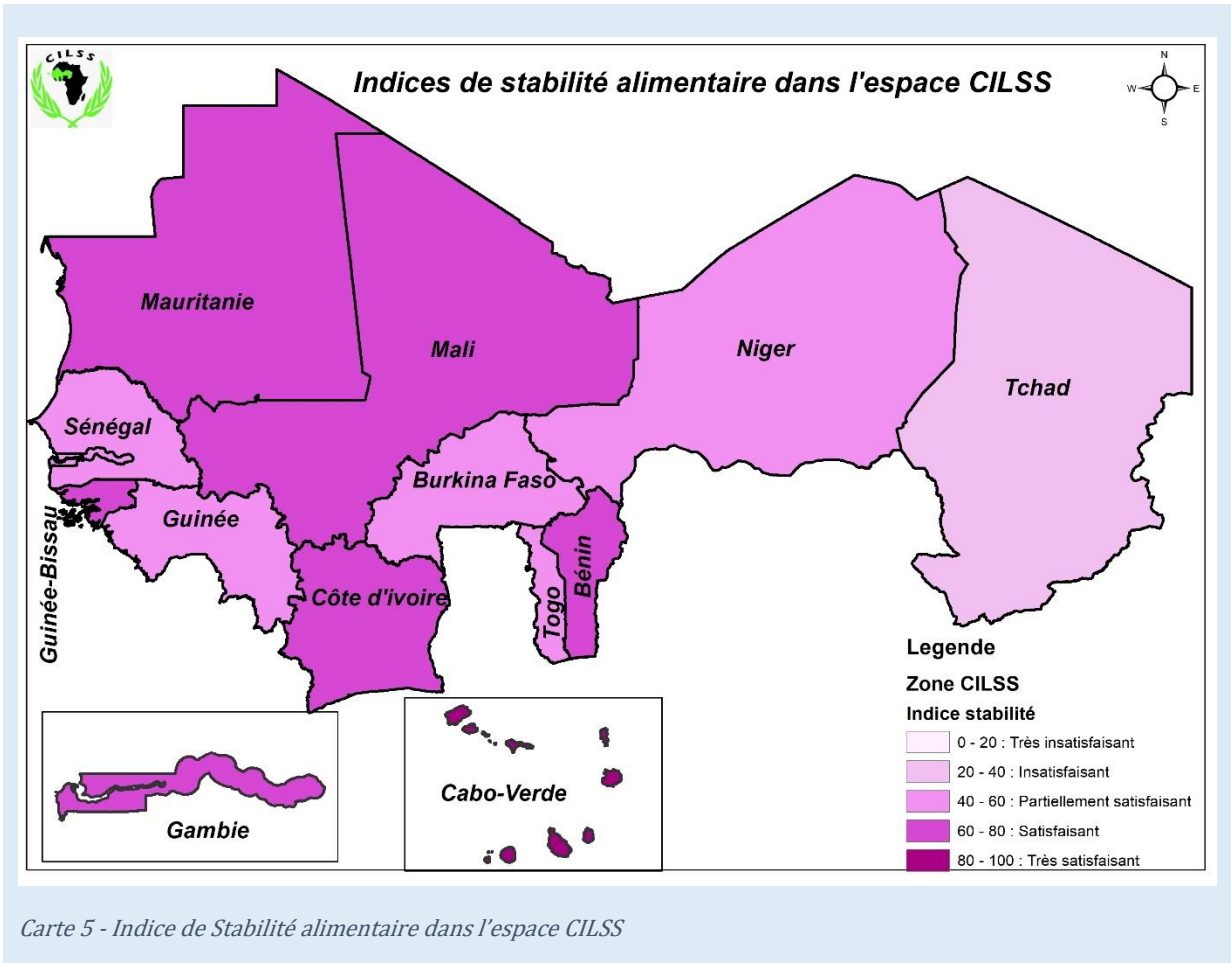 CILSS
Indices de stabilité alimentaire dans l'espace CILSS
N
W E
S
Mauritanie
Mali
Niger
Tchad
Sénégal
Burkina Faso
Guinée
Guinée-Bissau
Côte d'ivoire
Togo
Bénin
Legende
Zone CILSS
Indice stabilité
0 - 20 : Très insatisfaisant
20 - 40 : Insatisfaisant
40 - 60 : Partiellement satisfaisant
60 - 80 : Satisfaisant
80 - 100 : Très satisfaisant
Gambie
Cabo-Verde
Carte 5 - Indice de Stabilité alimentaire dans l’espace CILSS